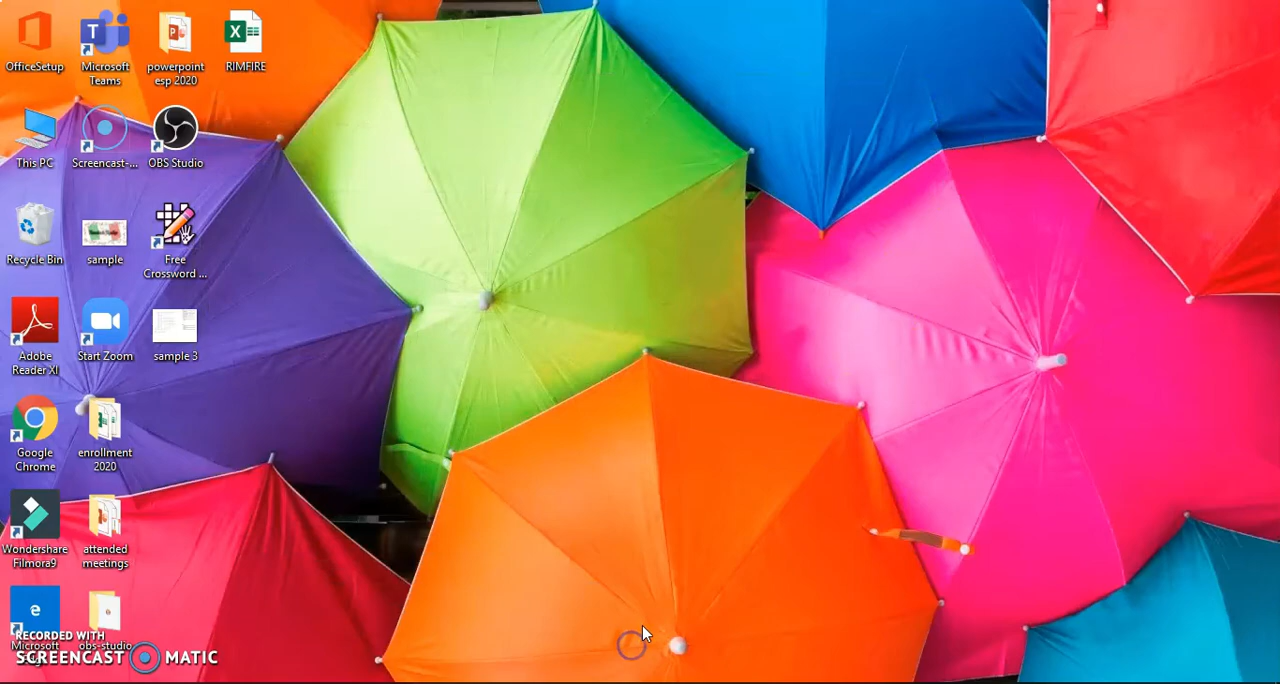 OfficeSetup
Microsoft
Teams
powerpoint
esp 2020
RIMFIRE
This PC
Screencast-...
OBS Studio
Recycle Bin
sample
Free
Crossword ...
Adobe
Reader XI
Start Zoom
sample 3
Google
Chrome
enrollment
2020
Wondershare
Filmora9
attended
meetings
Microsoft
obs-studio
RECORDED WITH
SCREENCAST MATIC